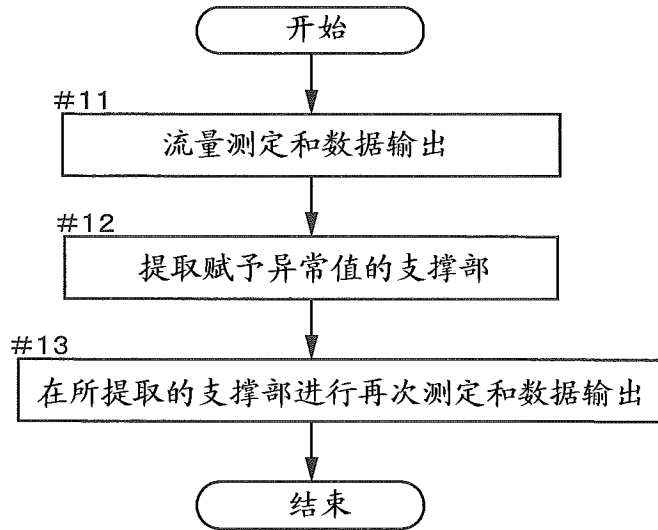 开始
#11
流量测定和数据输出
#12
提取赋予异常值的支撑部
#13
在所提取的支撑部进行再次测定和数据输出
结束